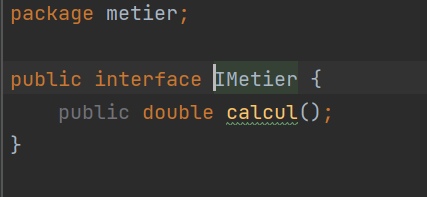 package metier;
public interface IMetier {
public double calcul();
}